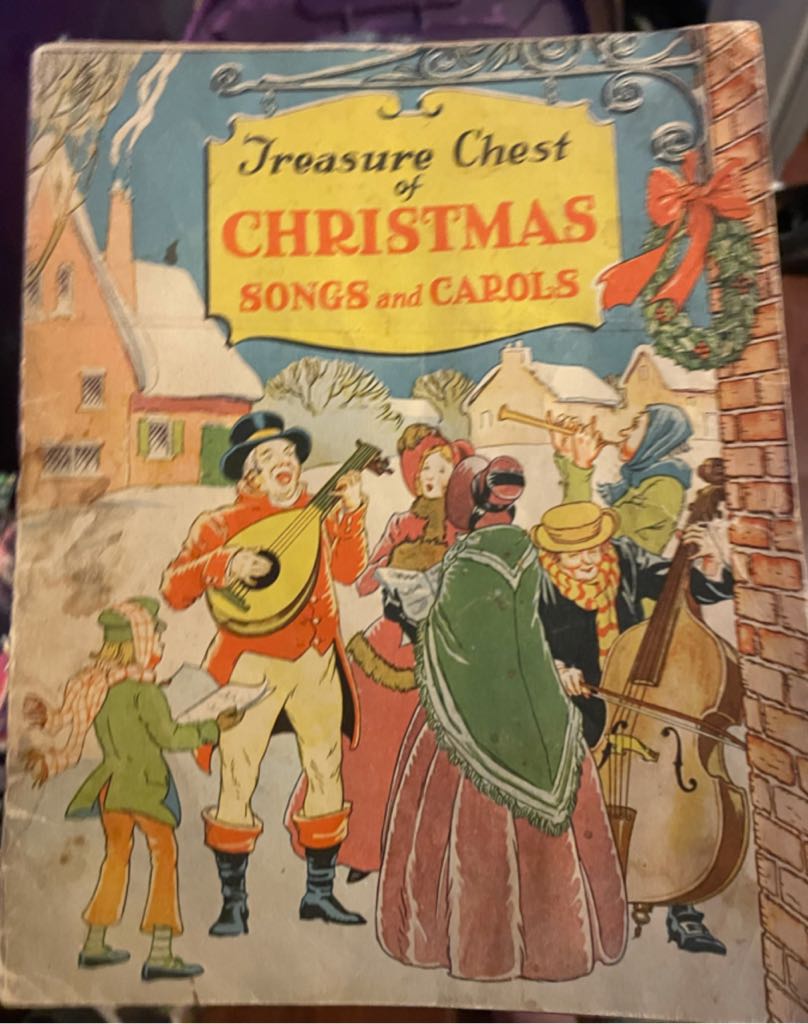 Treasure Chest
of
CHRISTMAS
SONGS and CAROLS